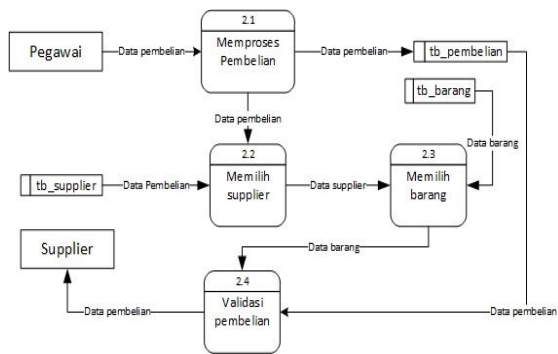 2.1
Pegawai
Data pembelian
Memproses
Pembelian
Data pembelian
tb_pembelian
tb_barang
Data pembelian
Data barang
2.2
2.3
tb_supplier
Data Pembelian
Memilih
supplier
Data supplier
Memilih
barang
Supplier
Data barang
2.4
Data pembelian
Validasi
pembelian
Data pembelian